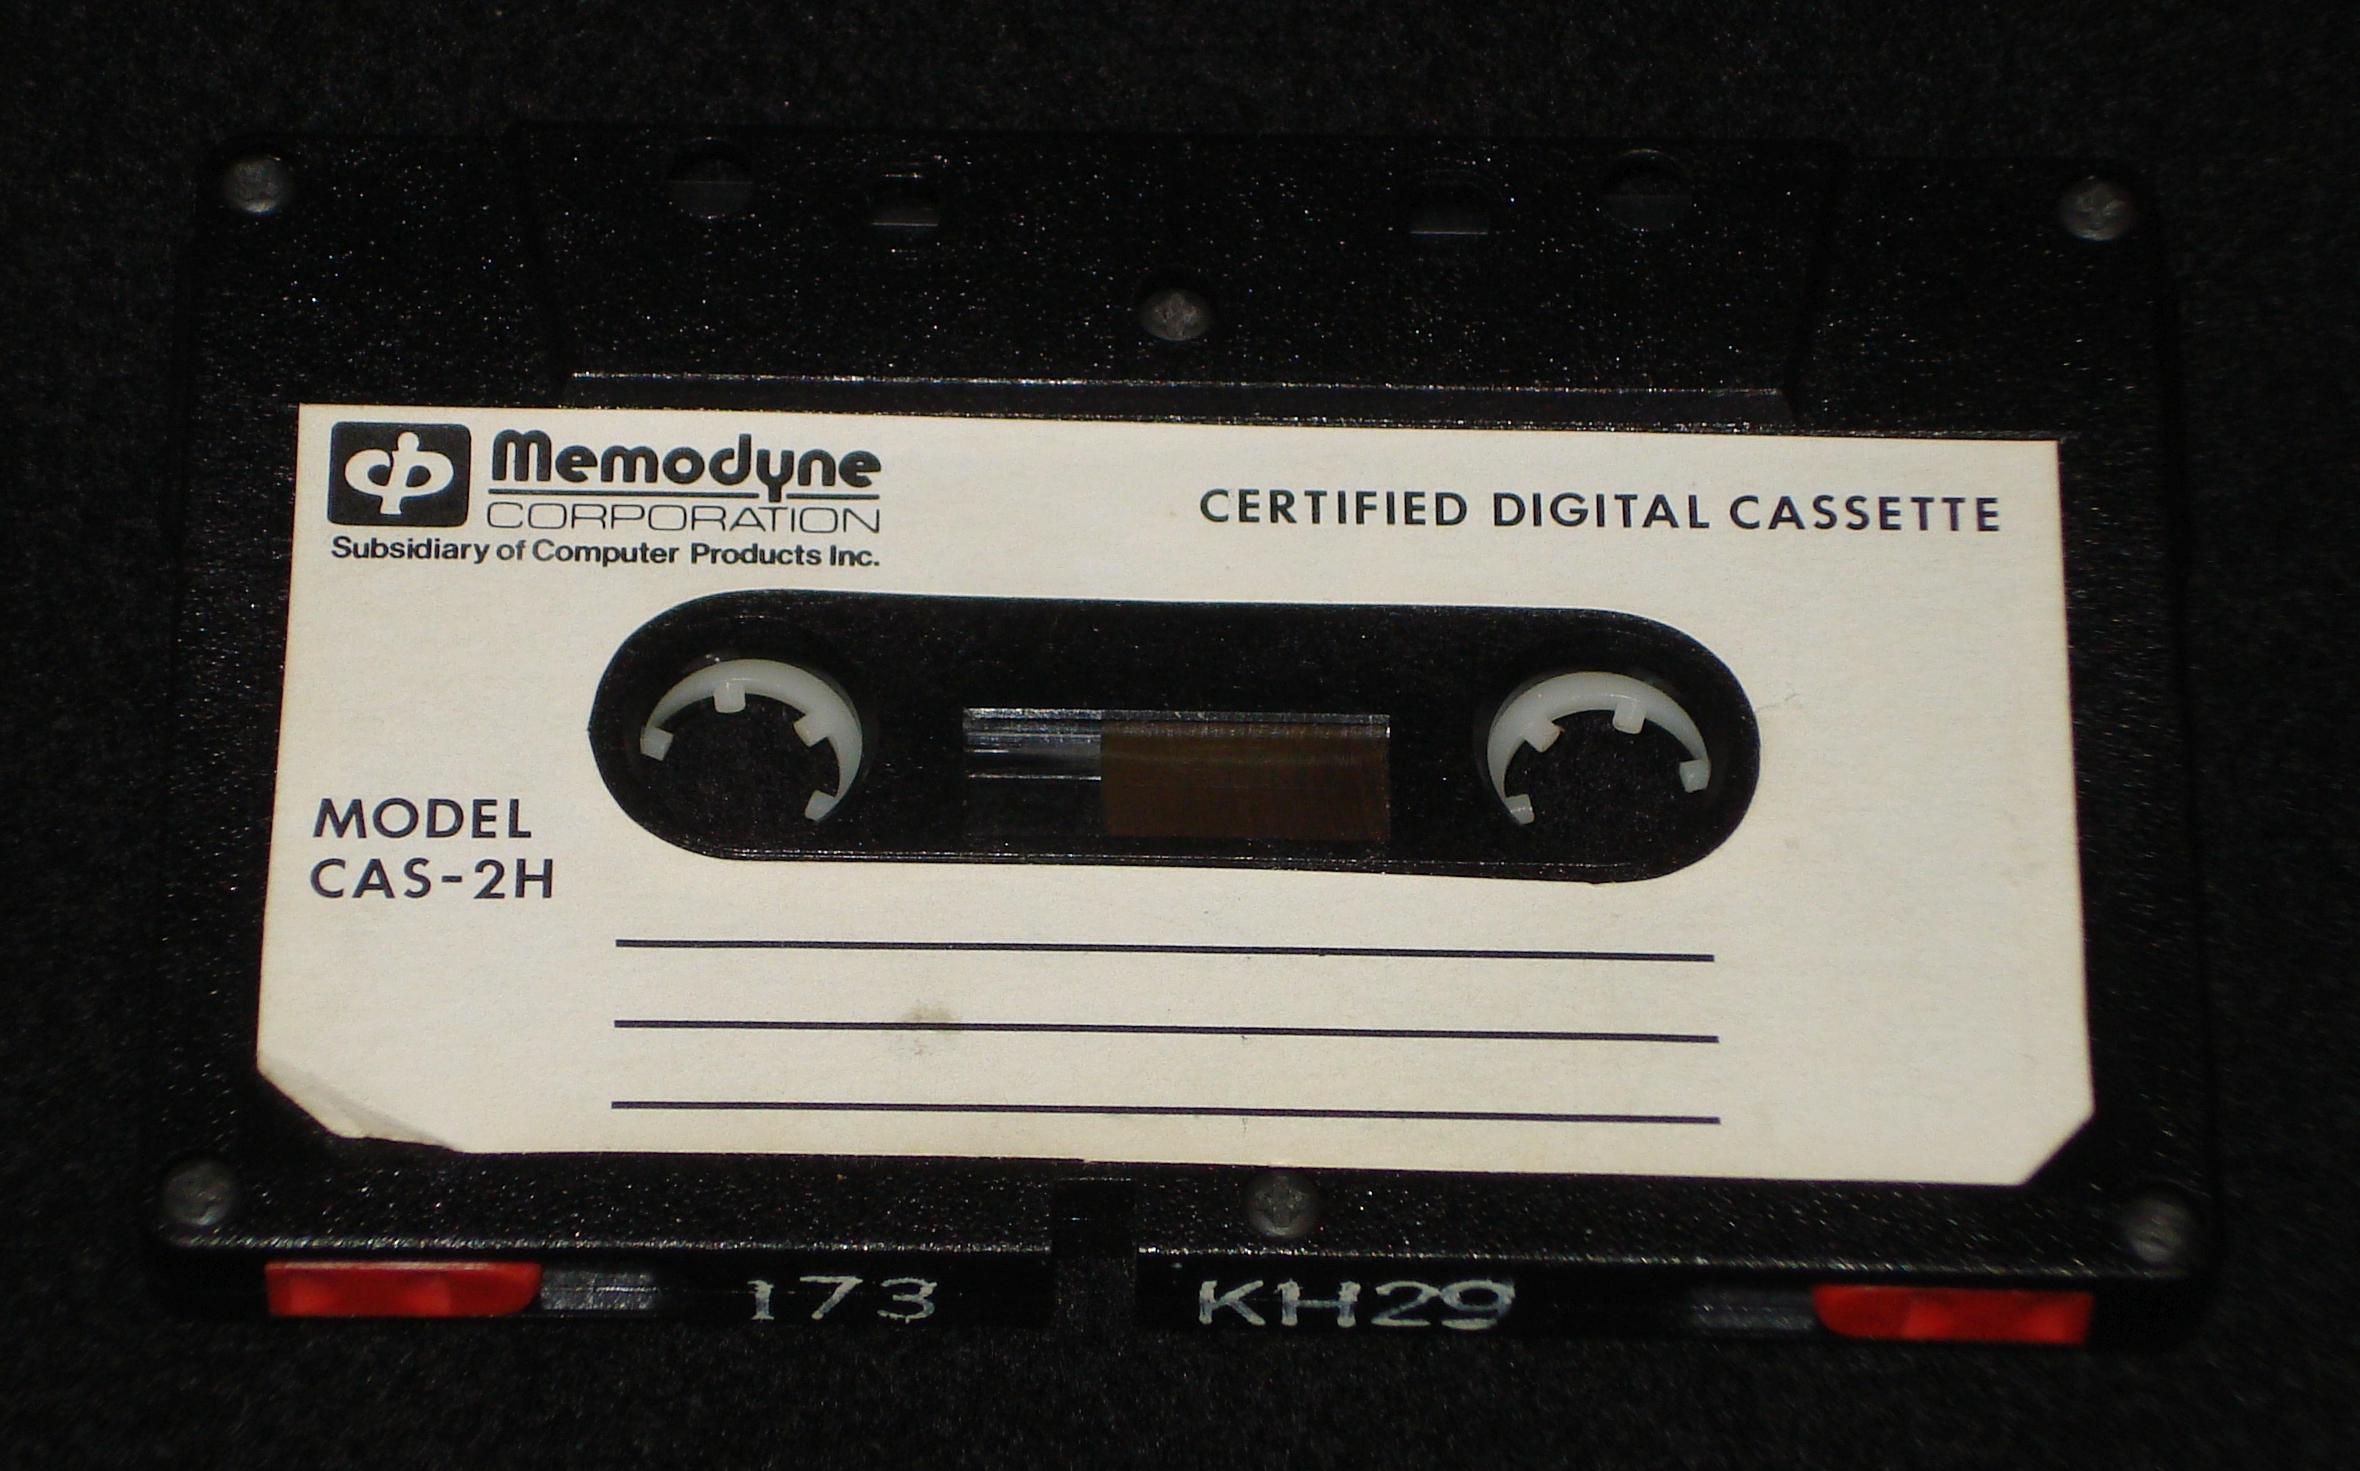 Memodyne
CORPORATION
Subsidiary of Computer Products Inc.
CERTIFIED DIGITAL CASSETTE
MODEL
CAS-2H
173 KH29